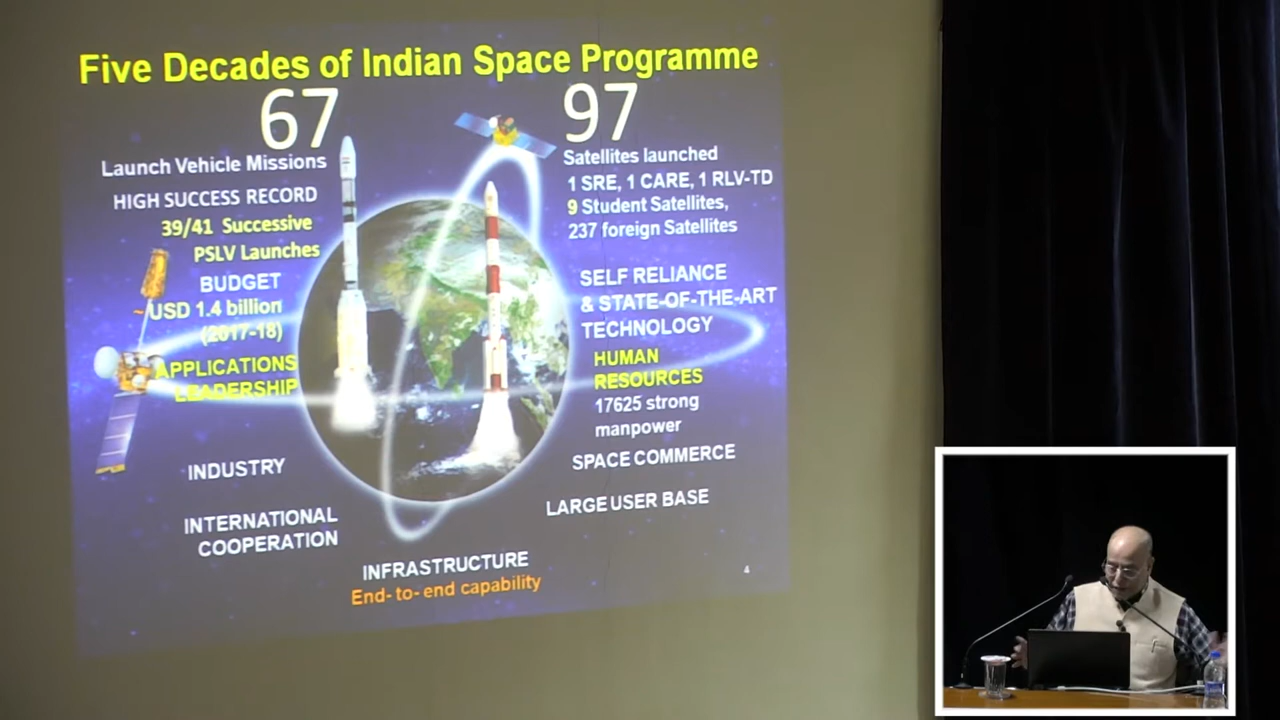 Five Decades of Indian Space Programme
67
Launch Vehicle Missions
HIGH SUCCESS RECORD
39/41 Successive
PSLV Launches
BUDGET
~USD 1.4 billion
(2017-18)
APPLICATIONS
LEADERSHIP
INDUSTRY
INTERNATIONAL
COOPERATION
97
Satellites launched
1 SRE, 1 CARE, 1 RLV-TD
9 Student Satellites,
237 foreign Satellites
SELF RELIANCE
& STATE-OF-THE-ART
TECHNOLOGY
HUMAN
RESOURCES
17625 strong
manpower
SPACE COMMERCE
LARGE USER BASE
INFRASTRUCTURE
End-to-end capability
4